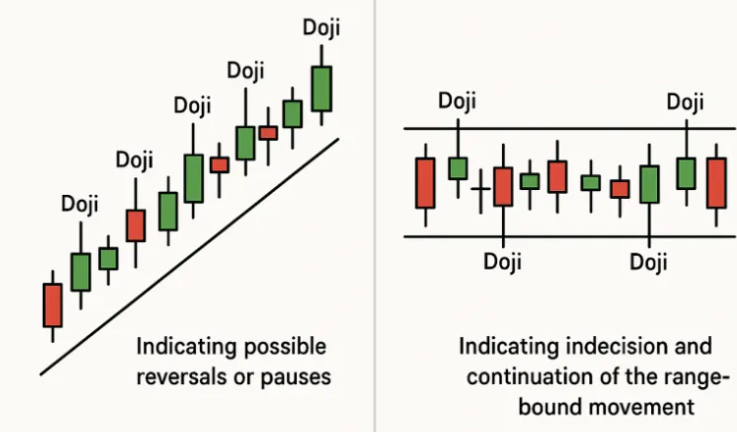 Doji
Doji
Doji
Doji
Doji
Indicating possible
reversals or pauses
Doji
Doji
Doji
Doji
Indicating indecision and
continuation of the range-
bound movement